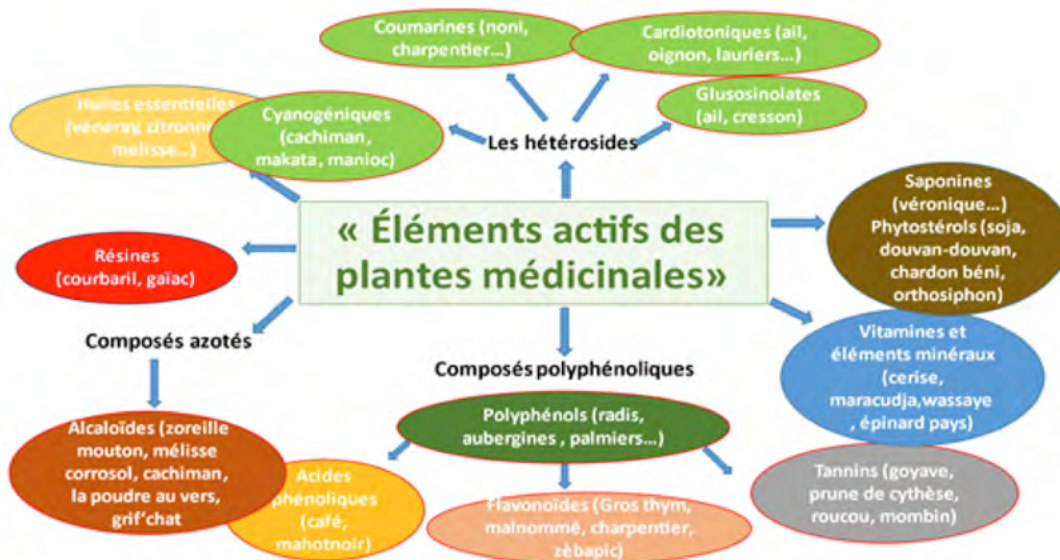 Coumarines (noni,
charpentier...)
Cardiotoniques (ail,
oignon, lauriers...)
Glusosinolates
(ail, cresson)
Huiles essentielles
(vénéray, citronn
mélisse...)
Cyanogéniques
(cachiman,
makata, manioc)
Les hétérosides
Saponines
(véronique...)
Phytostérols (soja,
douvan-douvan,
chardon béni,
orthosiphon)
« Éléments actifs des
plantes médicinales»
Résines
(courbaril, gaïac)
Composés azotés
Composés polyphénoliques
Vitamines et
éléments minéraux
(cerise,
maracudja,wassaye
, épinard pays)
Polyphénols (radis,
aubergines , palmiers...)
Alcaloïdes (zoreille
mouton, mélisse
corrosol, cachiman,
la poudre au vers,
grif'chat
Acides
phénoliques
(café,
mahotnoir)
Flavonoïdes (Gros thym,
malnommé, charpentier,
zèbapic)
Tannins (goyave,
prune de cythèse,
roucou, mombin)